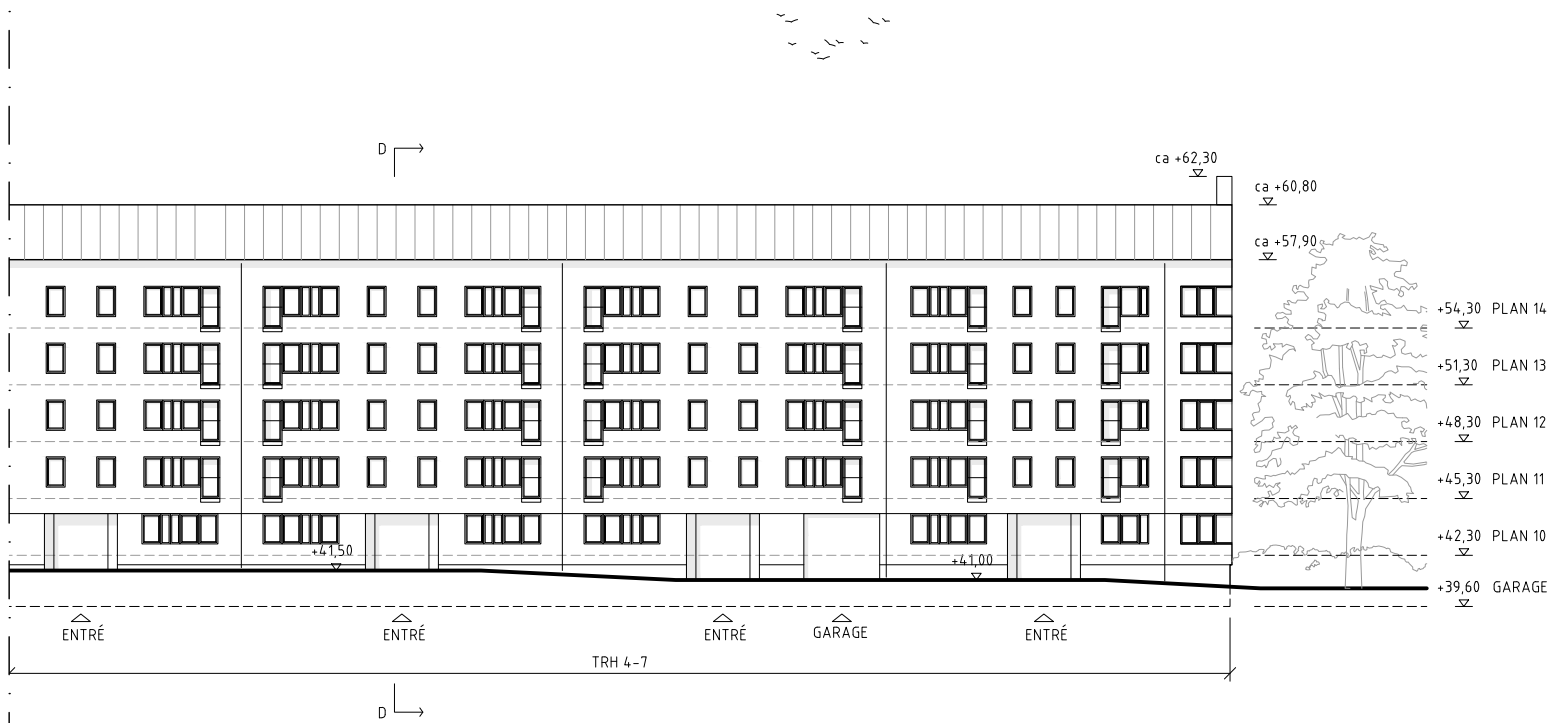 D
ca +62,30
ca +60,80
ca +57,90
+54,30 PLAN 14
+51,30 PLAN 13
+48,30 PLAN 12
+45,30 PLAN 11
+42,30 PLAN 10
+41,50
+41,00
+39,60 GARAGE
ENTRÉ ENTRÉ ENTRÉ GARAGE ENTRÉ
TRH 4-7
D